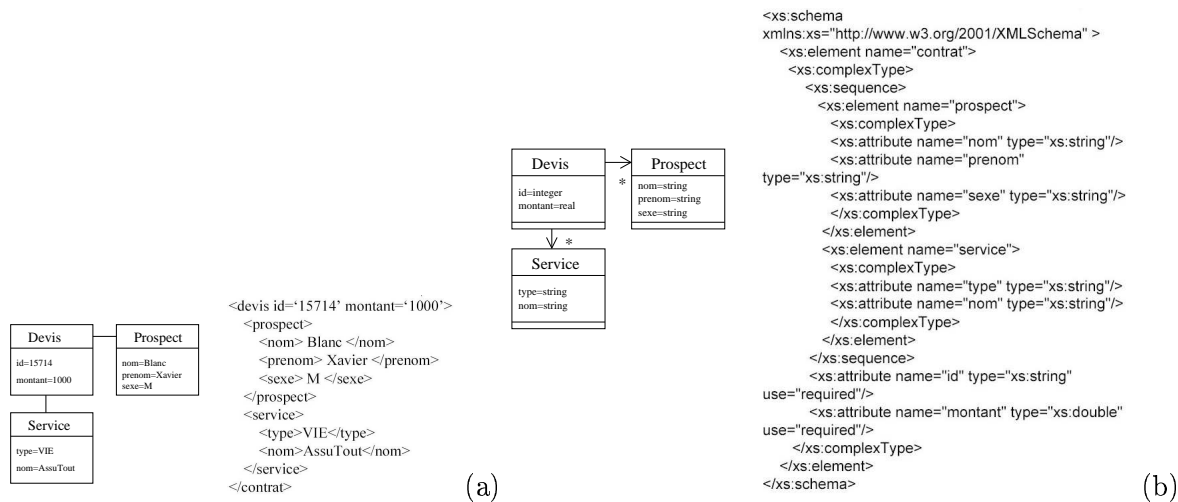 Devis
id=15714
montant=1000
Prospect
nom=Blanc
prenom=Xavier
sexe=M
Service
type=VIE
nom=AssuTout
<devis id=‘15714’ montant=‘1000’>
<prospect>
<nom> Blanc </nom>
<prenom> Xavier </prenom>
<sexe> M </sexe>
</prospect>
<service>
<type>VIE</type>
<nom>AssuTout</nom>
</service>
</contrat>
(a)
Devis
id=integer
montant=real
*
Prospect
nom=string
prenom=string
sexe=string
*
Service
type=string
nom=string
<xs:schema
xmlns:xs="http://www.w3.org/2001/XMLSchema" >
<xs:element name="contrat">
<xs:complexType>
<xs:sequence>
<xs:element name="prospect">
<xs:complexType>
<xs:attribute name="nom" type="xs:string"/>
<xs:attribute name="prenom"
type="xs:string"/>
<xs:attribute name="sexe" type="xs:string"/>
</xs:complexType>
</xs:element>
<xs:element name="service">
<xs:complexType>
<xs:attribute name="type" type="xs:string"/>
<xs:attribute name="nom" type="xs:string"/>
</xs:complexType>
</xs:element>
</xs:sequence>
<xs:attribute name="id" type="xs:string"
use="required"/>
<xs:attribute name="montant" type="xs:double"
use="required"/>
</xs:complexType>
</xs:element>
</xs:schema>
(b)